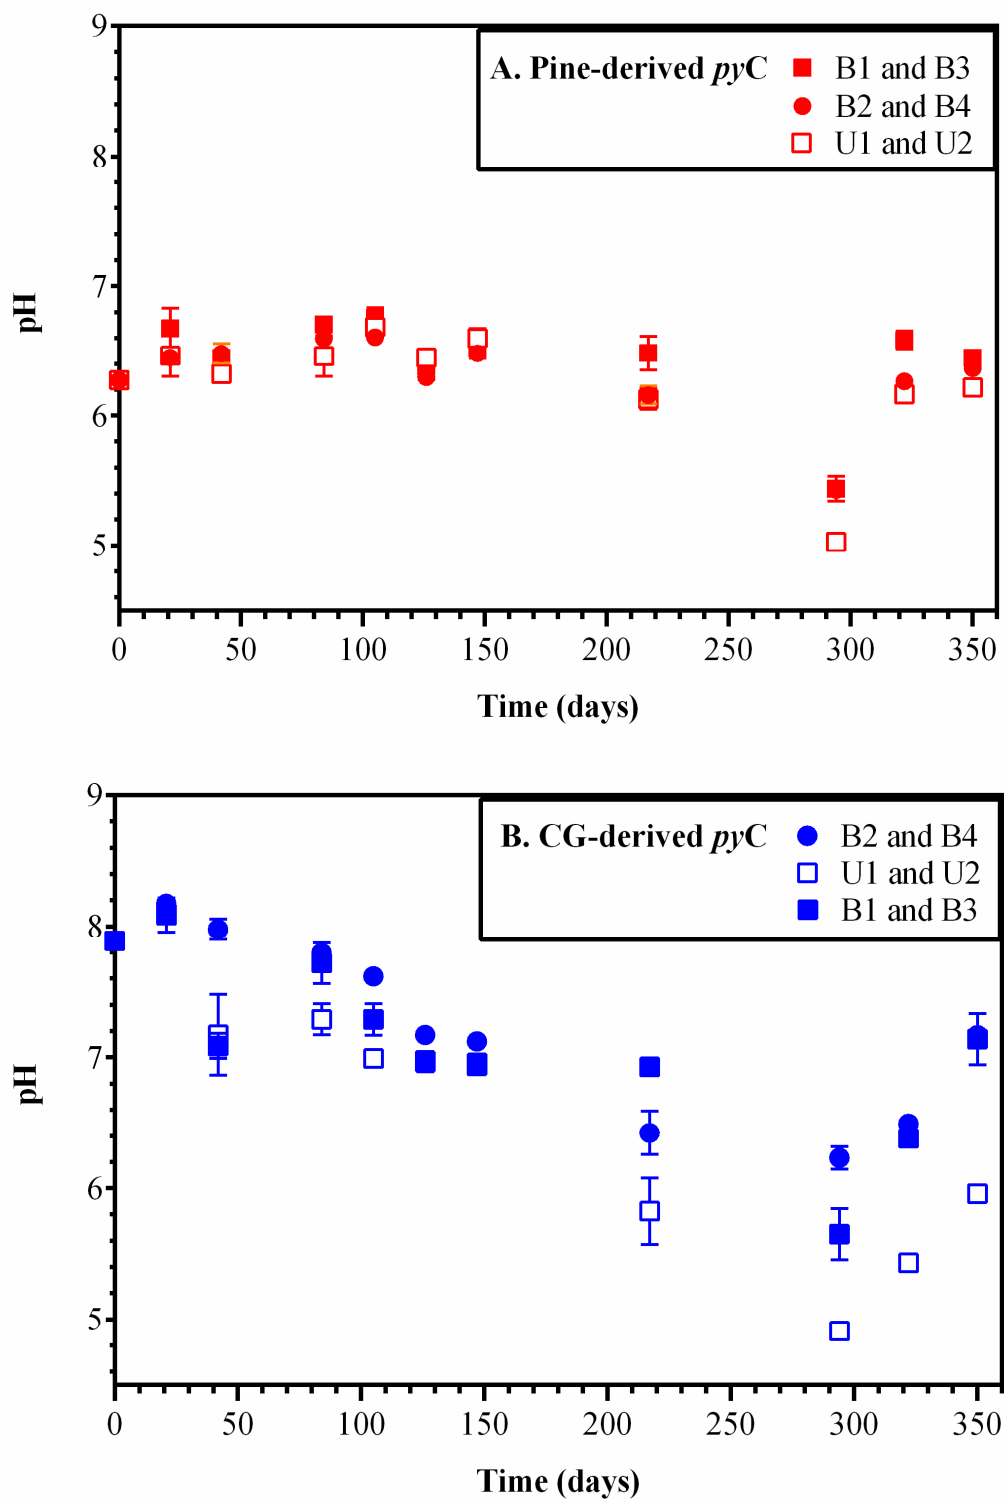 9
A. Pine-derived pyC
B1 and B3
B2 and B4
U1 and U2
8
7
pH
6
5
0 50 100 150 200 250 300 350
Time (days)
9
B. CG-derived pyC
B2 and B4
U1 and U2
B1 and B3
8
7
pH
6
5
0 50 100 150 200 250 300 350
Time (days)